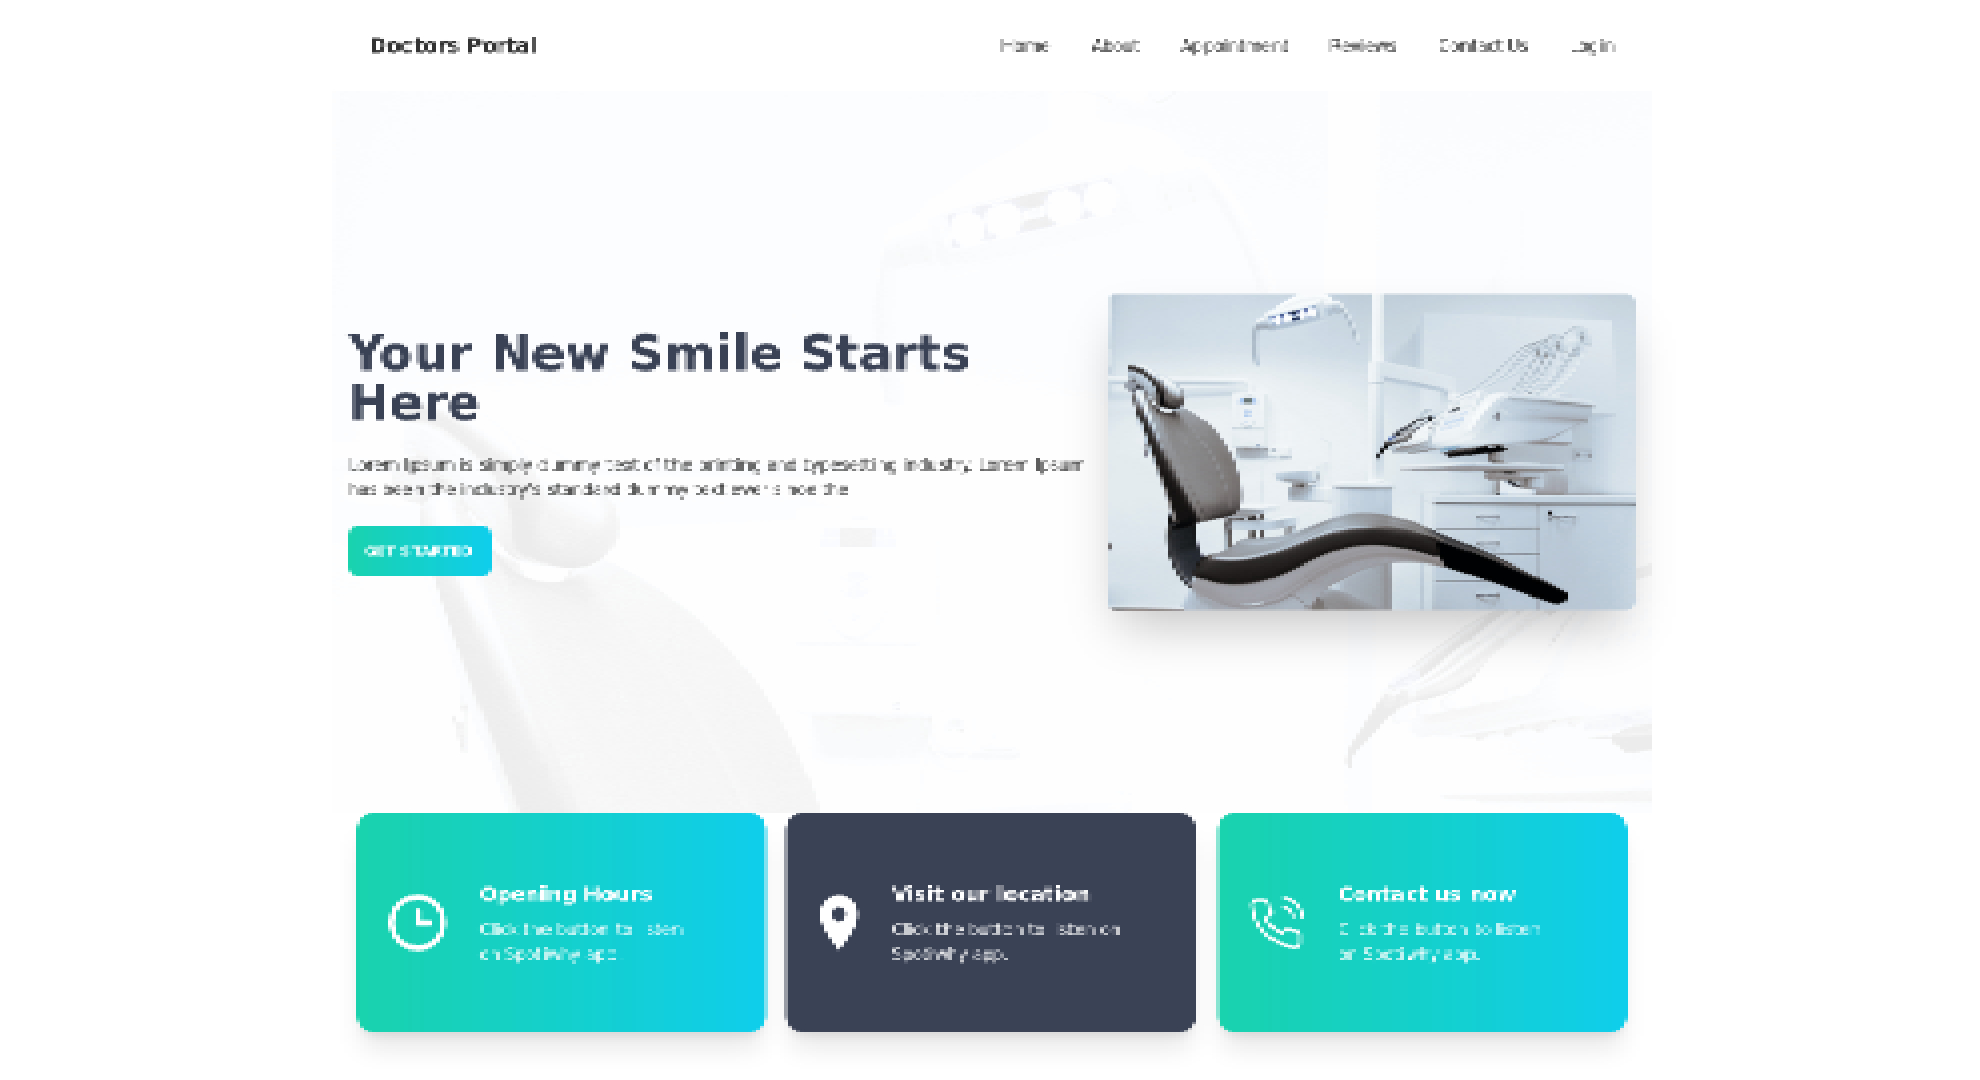 Doctors Portal
Home About Appointment Reviews Contact Us Login
Your New Smile Starts
Here
Lorem Ipsum is simply dummy text of the printing and typesetting industry. Lorem Ipsum
has been the industry's standard dummy text ever since the
GET STARTED
Opening Hours
Click the button to listen
on Spotiwhy app.
Visit our location
Click the button to listen on
Spotiwhy app.
Contact us now
Click the button to listen
on Spotiwhy app.